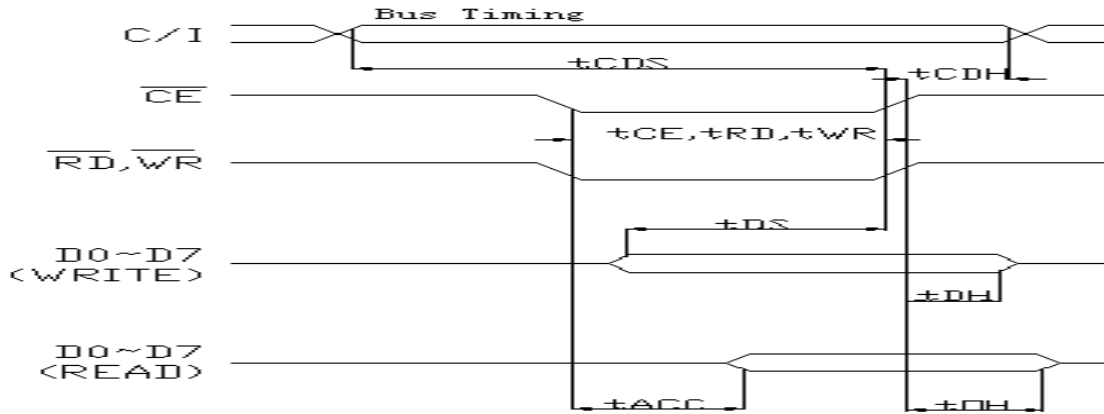 Bus Timing
C/I
tCDS
tCDH
CE
tCE,tRD,tWR
RD,WR
tDS
D0~D7
(WRITE)
tDH
D0~D7
(READ)
tACC
tOH